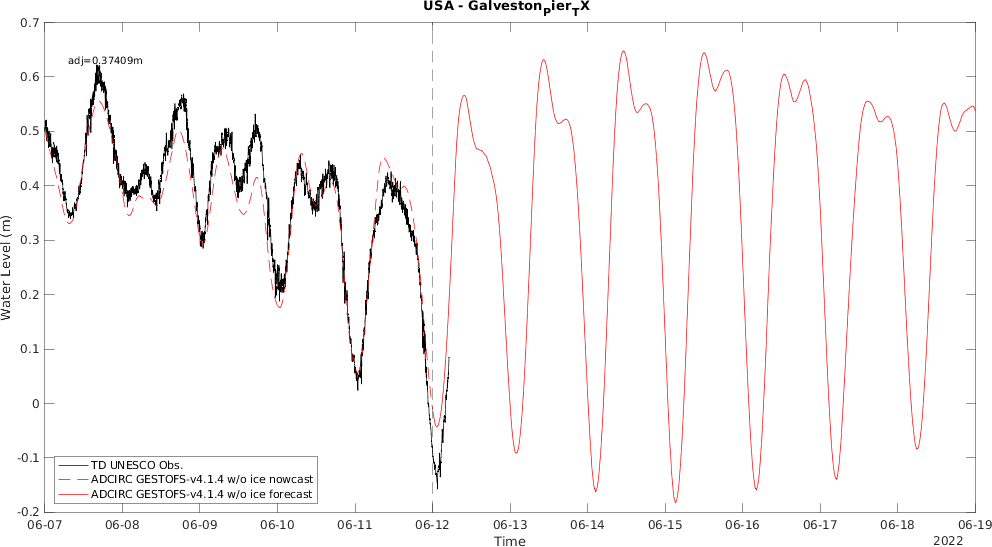 USA - Galveston_Pier_TX
0.7
0.6
0.5
0.4
0.3
0.2
0.1
0
-0.1
-0.2
Water Level (m)
adj=0.37409m
TD UNESCO Obs.
ADCIRC GESTOFS-v4.1.4 w/o ice nowcast
ADCIRC GESTOFS-v4.1.4 w/o ice forecast
06-07 06-08 06-09 06-10 06-11 06-12 06-13 06-14 06-15 06-16 06-17 06-18 06-19
Time
2022